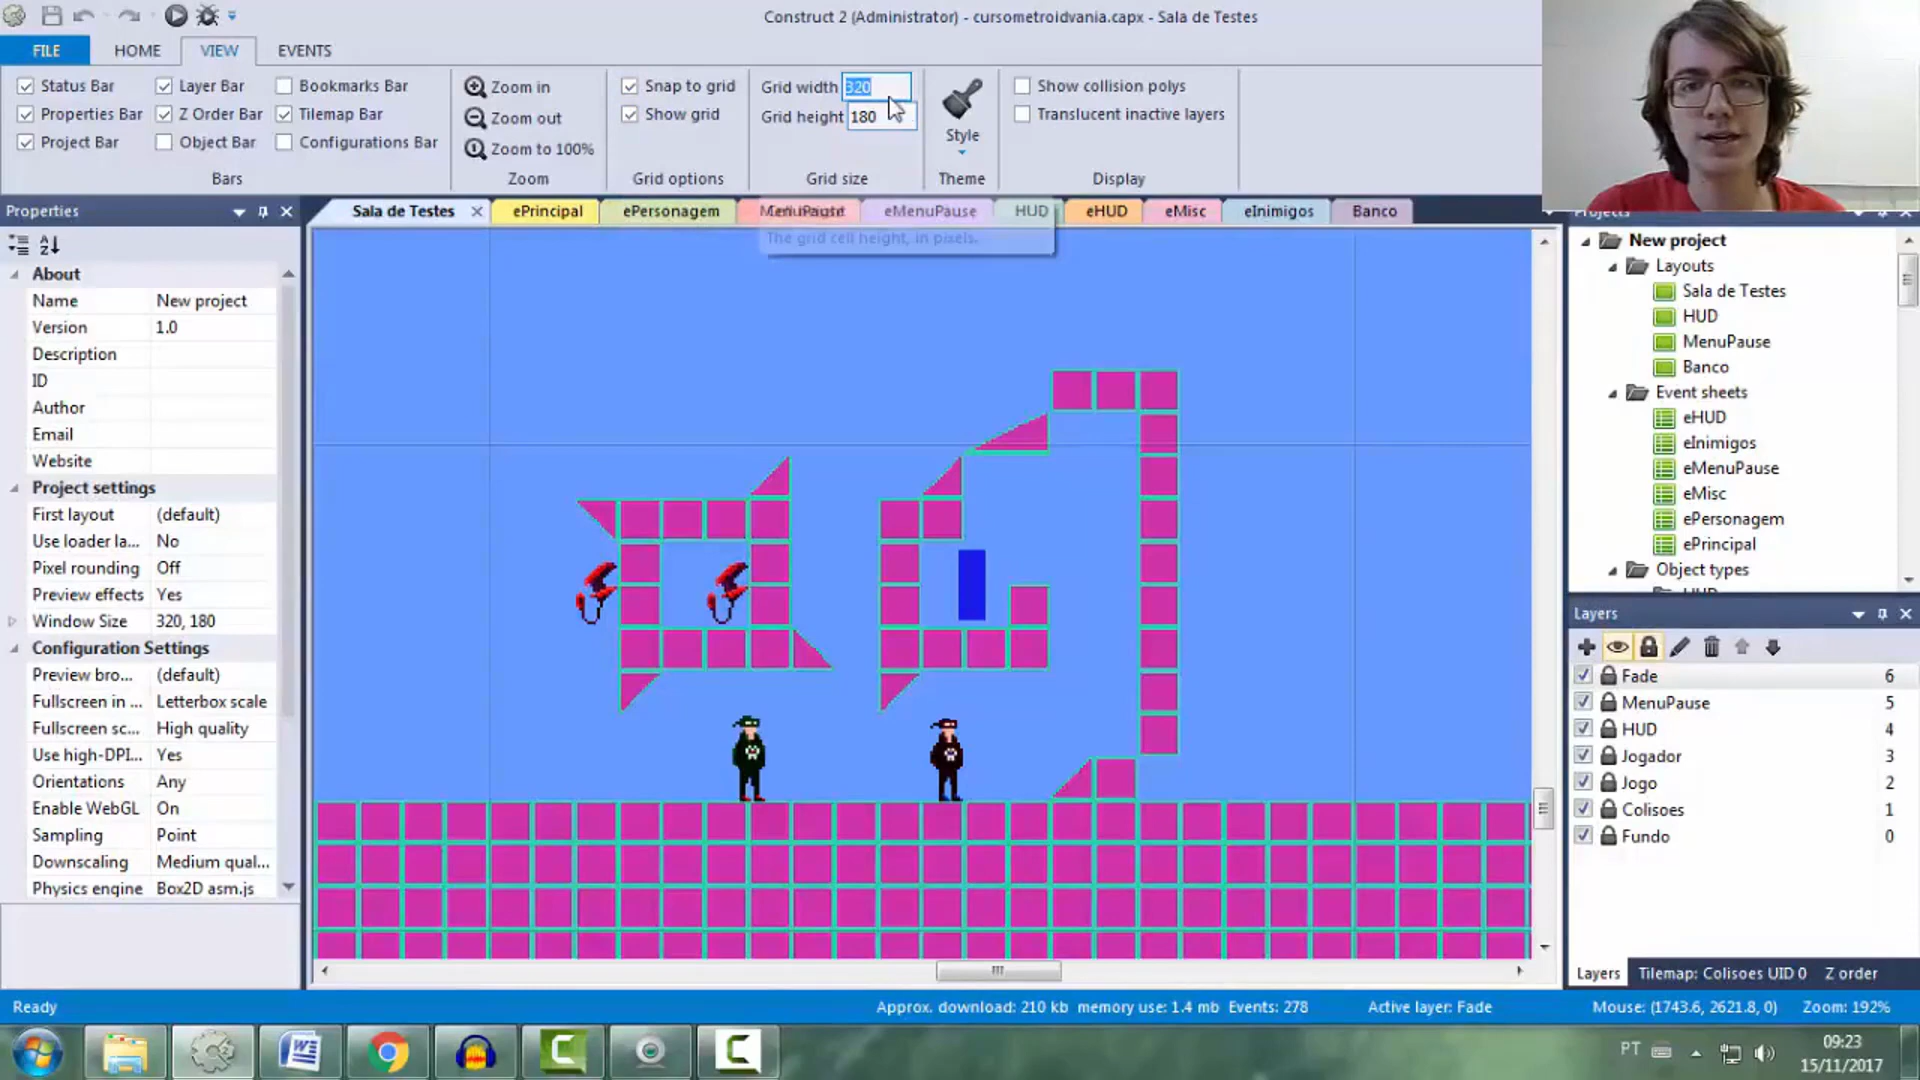 Construct 2 (Administrator) - cursometroidvania.capx - Sala de Testes
FILE HOME VIEW EVENTS
Status Bar Layer Bar Bookmarks Bar
Properties Bar Z Order Bar Tilemap Bar
Project Bar Object Bar Configurations Bar
Bars
Zoom in
Zoom out
Zoom to 100%
Zoom
Snap to grid
Show grid
Grid options
Grid width 320
Grid height 180
Grid size
Style
Theme
Show collision polys
Translucent inactive layers
Display
Properties
Sala de Testes ePrincipal ePersonagem MenuPause eMenuPause HUD eHUD eMisc eInimigos Banco
The grid cell height, in pixels.
About
Name New project
Version 1.0
Description
ID
Author
Email
Website
Project settings
First layout (default)
Use loader la... No
Pixel rounding Off
Preview effects Yes
Window Size 320, 180
Configuration Settings
Preview bro... (default)
Fullscreen in ... Letterbox scale
Fullscreen sc... High quality
Use high-DPI... Yes
Orientations Any
Enable WebGL On
Sampling Point
Downscaling Medium qual...
Physics engine Box2D asm.js
Projects
New project
Layouts
Sala de Testes
HUD
MenuPause
Banco
Event sheets
eHUD
eInimigos
eMenuPause
eMisc
ePersonagem
ePrincipal
Object types
Layers
Fade 6
MenuPause 5
HUD 4
Jogador 3
Jogo 2
Colisoes 1
Fundo 0
Layers Tilemap: Colisoes UID 0 Z order
Ready
Approx. download: 210 kb memory use: 1.4 mb Events: 278 Active layer: Fade Mouse: (1743.6, 2621.8, 0) Zoom: 192%
PT
09:23
15/11/2017